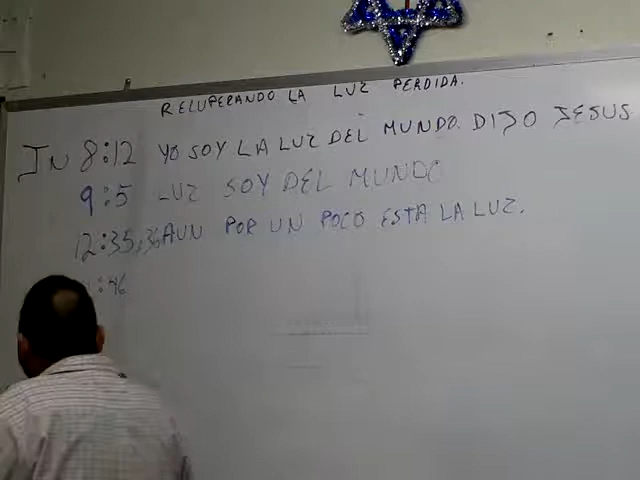 RECUPERANDO LA LUZ PERDIDA.
JN 8:12 YO SOY LA LUZ DEL MUNDO. DIJO JESUS
9:5 LUZ SOY DEL MUNDO
12:35,36 AUN POR UN POCO ESTA LA LUZ.
:46